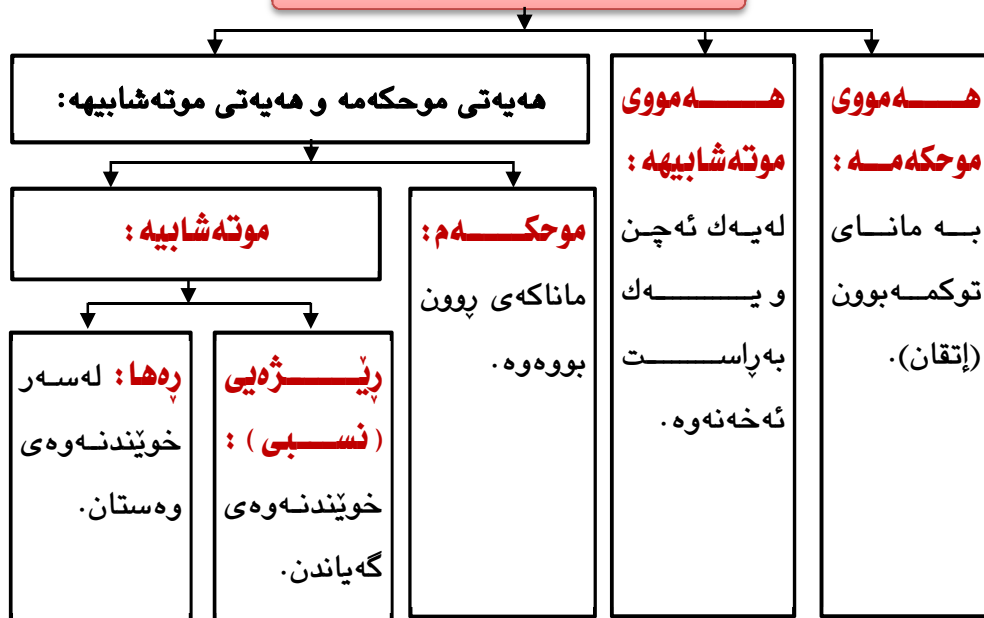 هەمووی
موحکەمە:
بە مانای
توکمەبوون
(إتقان).
هەمووی
موتەشابیهە:
لەیەك ئەچن
و یەك
بەڕاست
ئەخەنەوە.
هەیەتی موحکەمە و هەیەتی موتەشابیهە:
موحکەم:
ماناکەی ڕوون
بووەوە.
موتەشابیە:
ڕێژەیی
(نسبی):
خوێندنەوەی
گەیاندن.
ڕەها: لەسەر
خوێندنەوەی
وەستان.